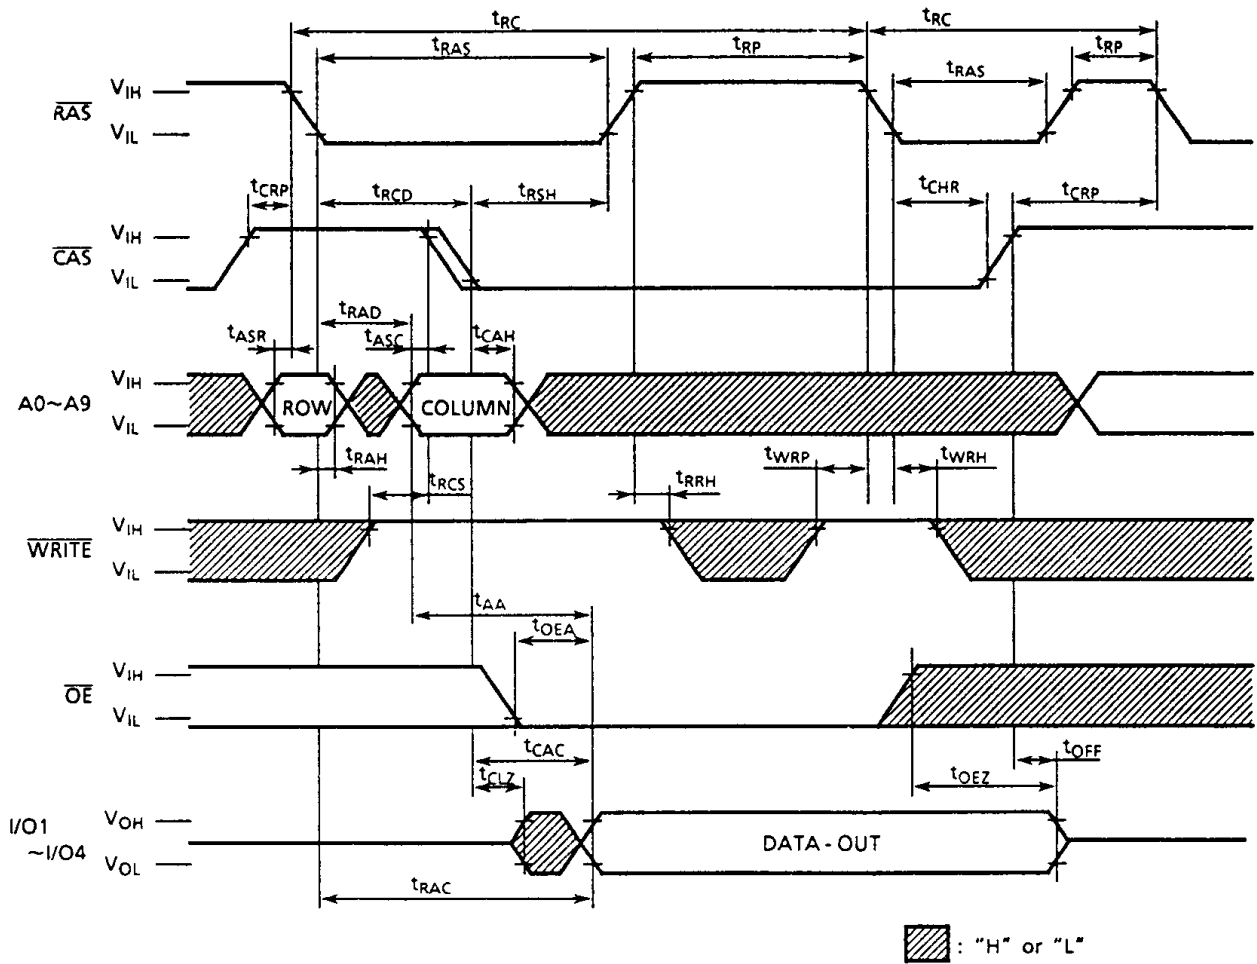 tRC tRC
tRAS tRP tRAS tRP
RAS VIH
VIL
tCRP tRCD tRSH tCHR tCRP
CAS VIH
VIL
tRAD
tASR tASC tCAH
A0~A9 VIH
VIL
ROW COLUMN
tRAH tRCS tRRH tWRP tWRH
WRITE VIH
VIL
tAA
tOEA
OE VIH
VIL
tCAC tOFF
tCLZ tOEZ
I/O1
~I/O4
VOH
VOL
DATA-OUT
tRAC
: "H" or "L"